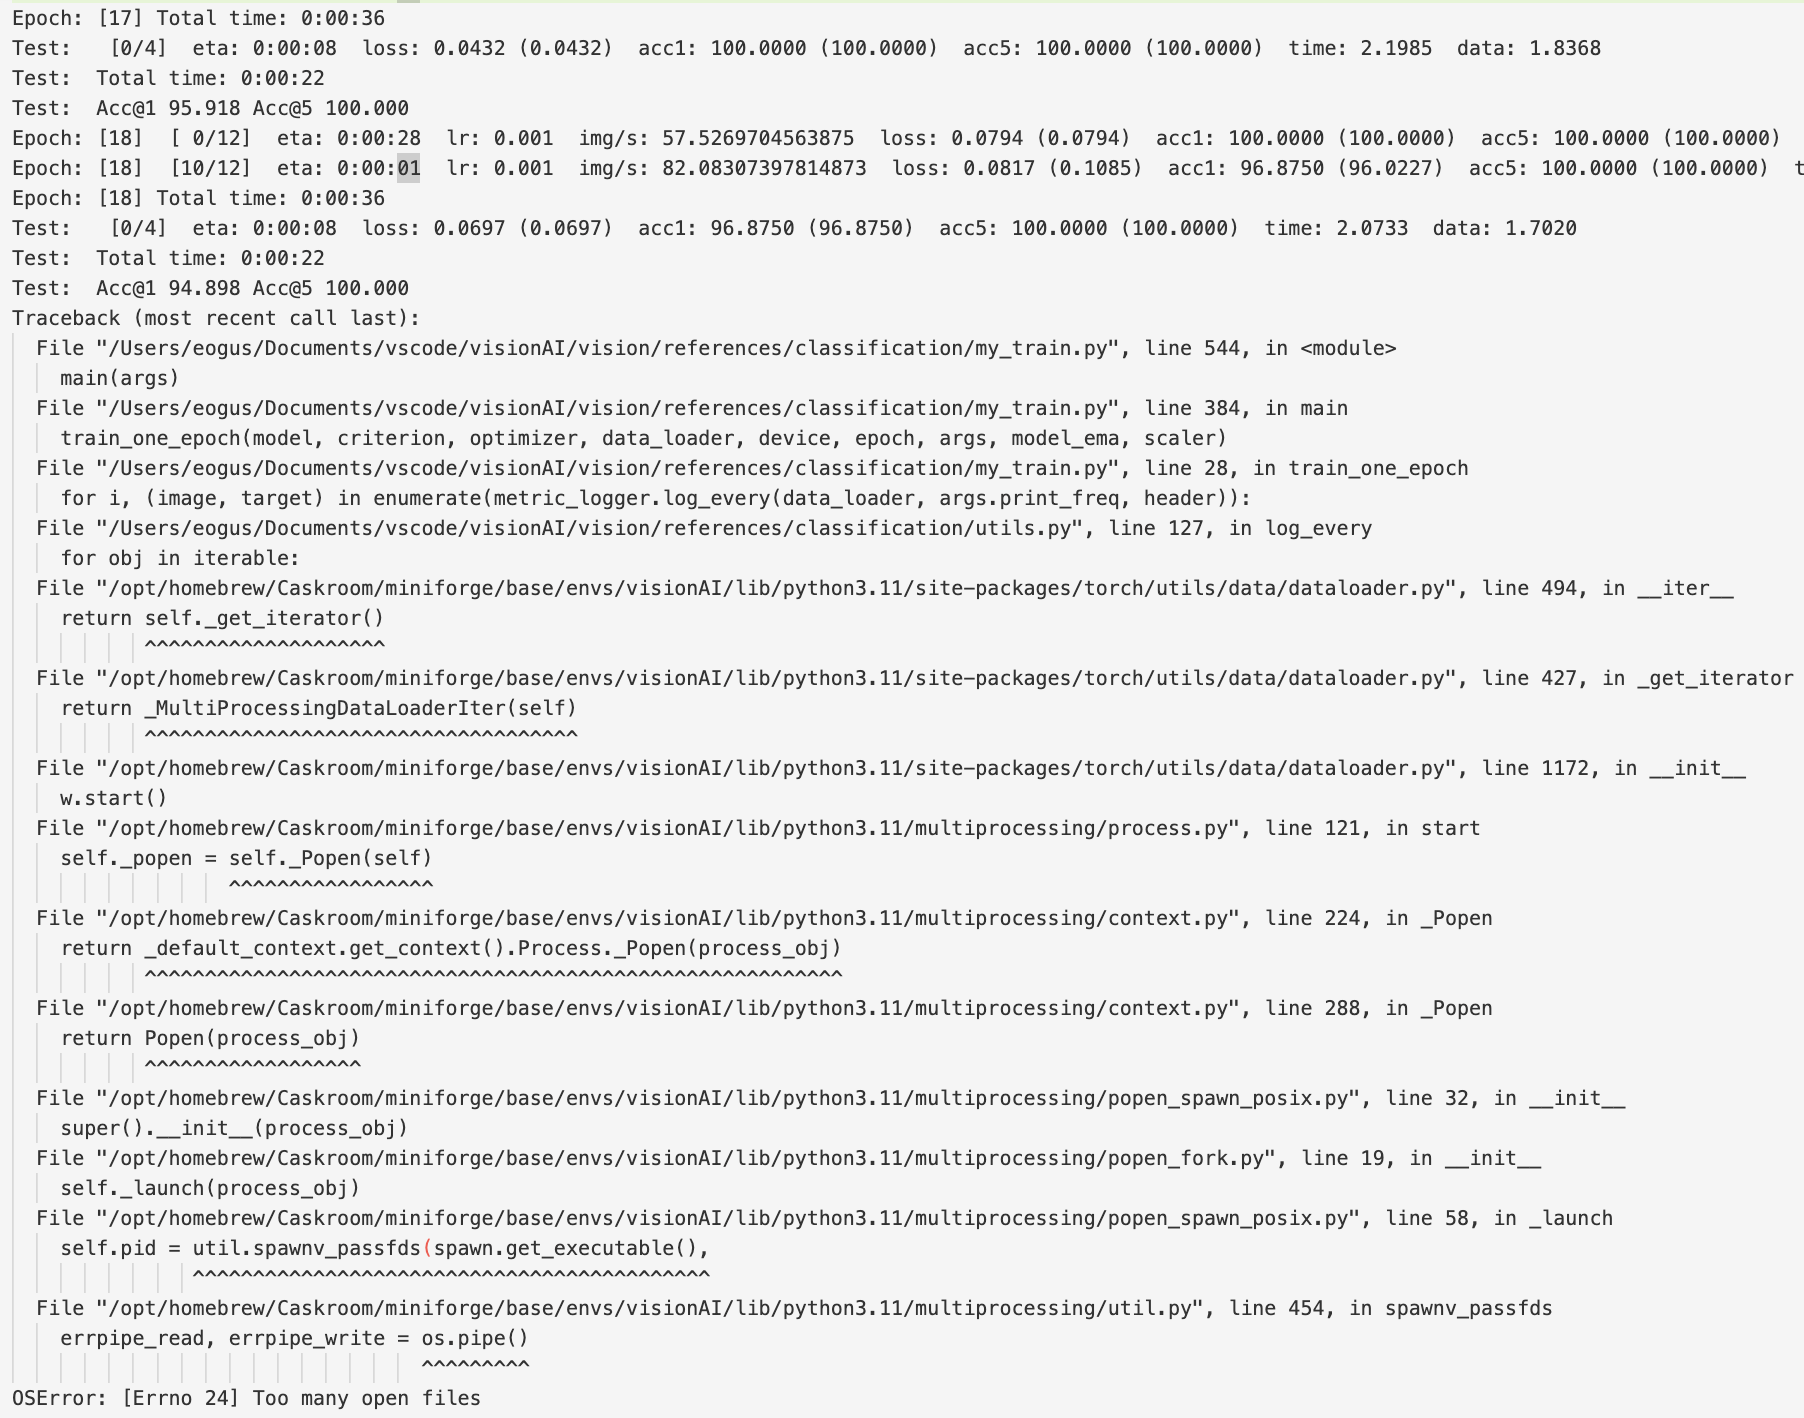 Epoch: [17] Total time: 0:00:36
Test:   [0/4]  eta: 0:00:08  loss: 0.0432 (0.0432)  acc1: 100.0000 (100.0000)  acc5: 100.0000 (100.0000)  time: 2.1985  data: 1.8368
Test:  Total time: 0:00:22
Test:  Acc@1 95.918 Acc@5 100.000
Epoch: [18]  [ 0/12]  eta: 0:00:28  lr: 0.001  img/s: 57.5269704563875  loss: 0.0794 (0.0794)  acc1: 100.0000 (100.0000)  acc5: 100.0000 (100.0000)
Epoch: [18]  [10/12]  eta: 0:00:01  lr: 0.001  img/s: 82.08307397814873  loss: 0.0817 (0.1085)  acc1: 96.8750 (96.0227)  acc5: 100.0000 (100.0000)  t
Epoch: [18] Total time: 0:00:36
Test:   [0/4]  eta: 0:00:08  loss: 0.0697 (0.0697)  acc1: 96.8750 (96.8750)  acc5: 100.0000 (100.0000)  time: 2.0733  data: 1.7020
Test:  Total time: 0:00:22
Test:  Acc@1 94.898 Acc@5 100.000
Traceback (most recent call last):
  File "/Users/eogus/Documents/vscode/visionAI/vision/references/classification/my_train.py", line 544, in <module>
    main(args)
  File "/Users/eogus/Documents/vscode/visionAI/vision/references/classification/my_train.py", line 384, in main
    train_one_epoch(model, criterion, optimizer, data_loader, device, epoch, args, model_ema, scaler)
  File "/Users/eogus/Documents/vscode/visionAI/vision/references/classification/my_train.py", line 28, in train_one_epoch
    for i, (image, target) in enumerate(metric_logger.log_every(data_loader, args.print_freq, header)):
  File "/Users/eogus/Documents/vscode/visionAI/vision/references/classification/utils.py", line 127, in log_every
    for obj in iterable:
  File "/opt/homebrew/Caskroom/miniforge/base/envs/visionAI/lib/python3.11/site-packages/torch/utils/data/dataloader.py", line 494, in __iter__
    return self._get_iterator()
           ^^^^^^^^^^^^^^^^^^^^
  File "/opt/homebrew/Caskroom/miniforge/base/envs/visionAI/lib/python3.11/site-packages/torch/utils/data/dataloader.py", line 427, in _get_iterator
    return _MultiProcessingDataLoaderIter(self)
           ^^^^^^^^^^^^^^^^^^^^^^^^^^^^^^^^^^^^
  File "/opt/homebrew/Caskroom/miniforge/base/envs/visionAI/lib/python3.11/site-packages/torch/utils/data/dataloader.py", line 1172, in __init__
    w.start()
  File "/opt/homebrew/Caskroom/miniforge/base/envs/visionAI/lib/python3.11/multiprocessing/process.py", line 121, in start
    self._popen = self._Popen(self)
                  ^^^^^^^^^^^^^^^^^
  File "/opt/homebrew/Caskroom/miniforge/base/envs/visionAI/lib/python3.11/multiprocessing/context.py", line 224, in _Popen
    return _default_context.get_context().Process._Popen(process_obj)
           ^^^^^^^^^^^^^^^^^^^^^^^^^^^^^^^^^^^^^^^^^^^^^^^^^^^^^^^^^^
  File "/opt/homebrew/Caskroom/miniforge/base/envs/visionAI/lib/python3.11/multiprocessing/context.py", line 288, in _Popen
    return Popen(process_obj)
           ^^^^^^^^^^^^^^^^^^
  File "/opt/homebrew/Caskroom/miniforge/base/envs/visionAI/lib/python3.11/multiprocessing/popen_spawn_posix.py", line 32, in __init__
    super().__init__(process_obj)
  File "/opt/homebrew/Caskroom/miniforge/base/envs/visionAI/lib/python3.11/multiprocessing/popen_fork.py", line 19, in __init__
    self._launch(process_obj)
  File "/opt/homebrew/Caskroom/miniforge/base/envs/visionAI/lib/python3.11/multiprocessing/popen_spawn_posix.py", line 58, in _launch
    self.pid = util.spawnv_passfds(spawn.get_executable(),
               ^^^^^^^^^^^^^^^^^^^^^^^^^^^^^^^^^^^^^^^^^^^
  File "/opt/homebrew/Caskroom/miniforge/base/envs/visionAI/lib/python3.11/multiprocessing/util.py", line 454, in spawnv_passfds
    errpipe_read, errpipe_write = os.pipe()
                                  ^^^^^^^^^
OSError: [Errno 24] Too many open files